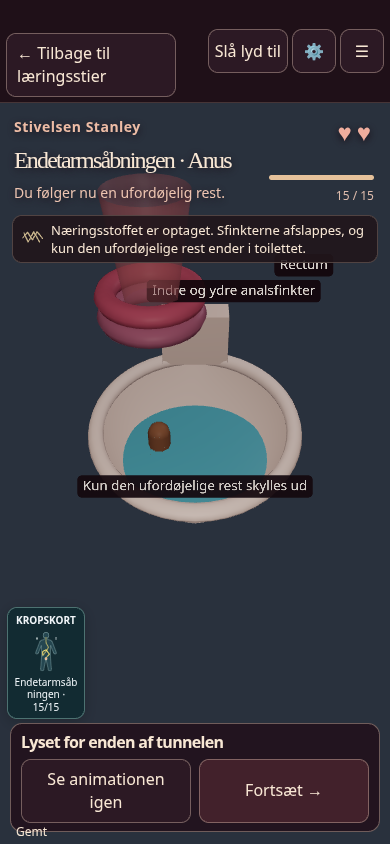 ← Tilbage til
læringsstier
Slå lyd til
⚙️
☰
Stivelsen Stanley
♥ ♥
Endetarmsåbningen · Anus
Du følger nu en ufordøjelig rest.
15 / 15
Næringsstoffet er optaget. Sfinkterne afslappes, og
kun den ufordøjelige rest ender i toilettet.
Rectum
Indre og ydre analsfinkter
Kun den ufordøjelige rest skylles ud
KROPSKORT
Endetarmsåb
ningen ·
15/15
Lyset for enden af tunnelen
Se animationen
igen
Fortsæt →
Gemt